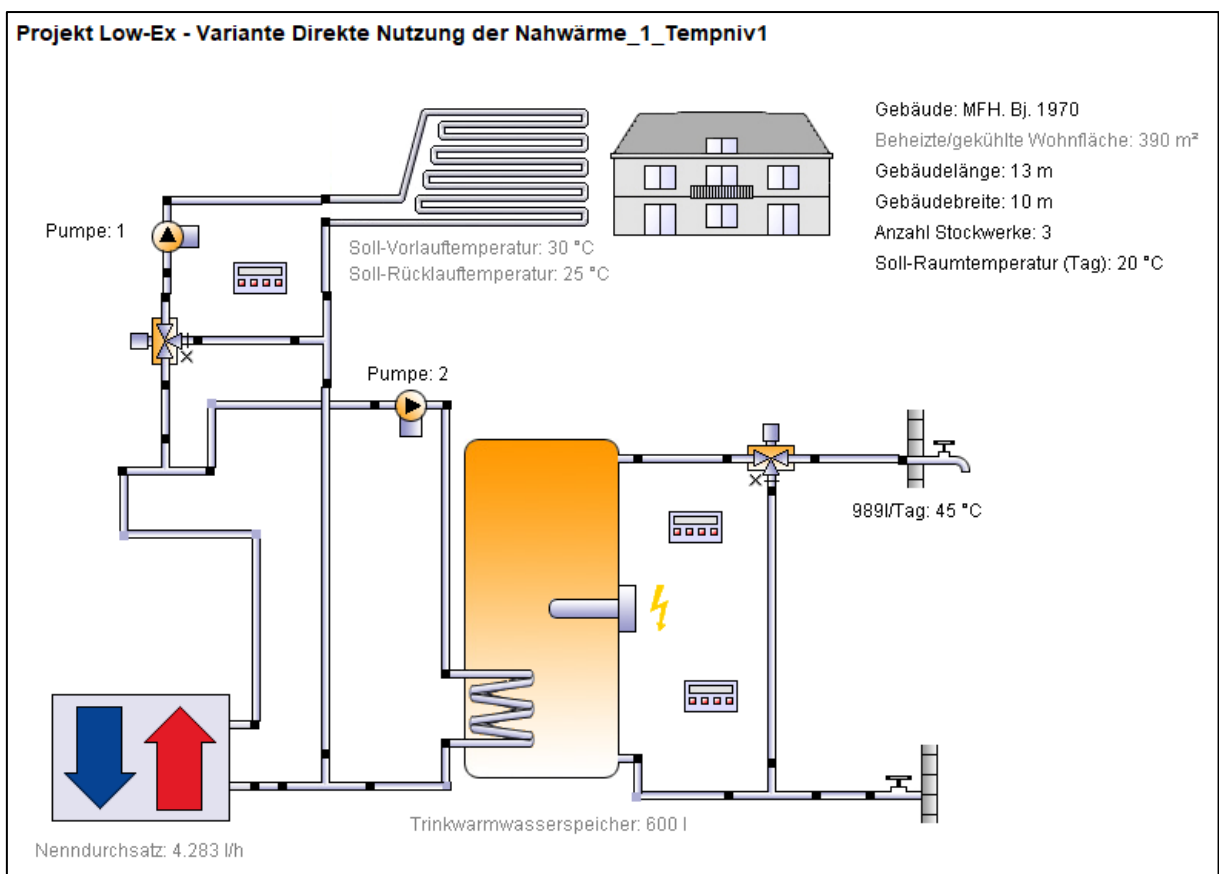 Projekt Low-Ex - Variante Direkte Nutzung der Nahwärme_1_Tempniv1
Gebäude: MFH. Bj. 1970
Beheizte/gekühlte Wohnfläche: 390 m²
Gebäudelänge: 13 m
Gebäudebreite: 10 m
Anzahl Stockwerke: 3
Soll-Raumtemperatur (Tag): 20 °C
Pumpe: 1
Soll-Vorlauftemperatur: 30 °C
Soll-Rücklauftemperatur: 25 °C
Pumpe: 2
989l/Tag: 45 °C
Trinkwarmwasserspeicher: 600 l
Nenndurchsatz: 4.283 l/h